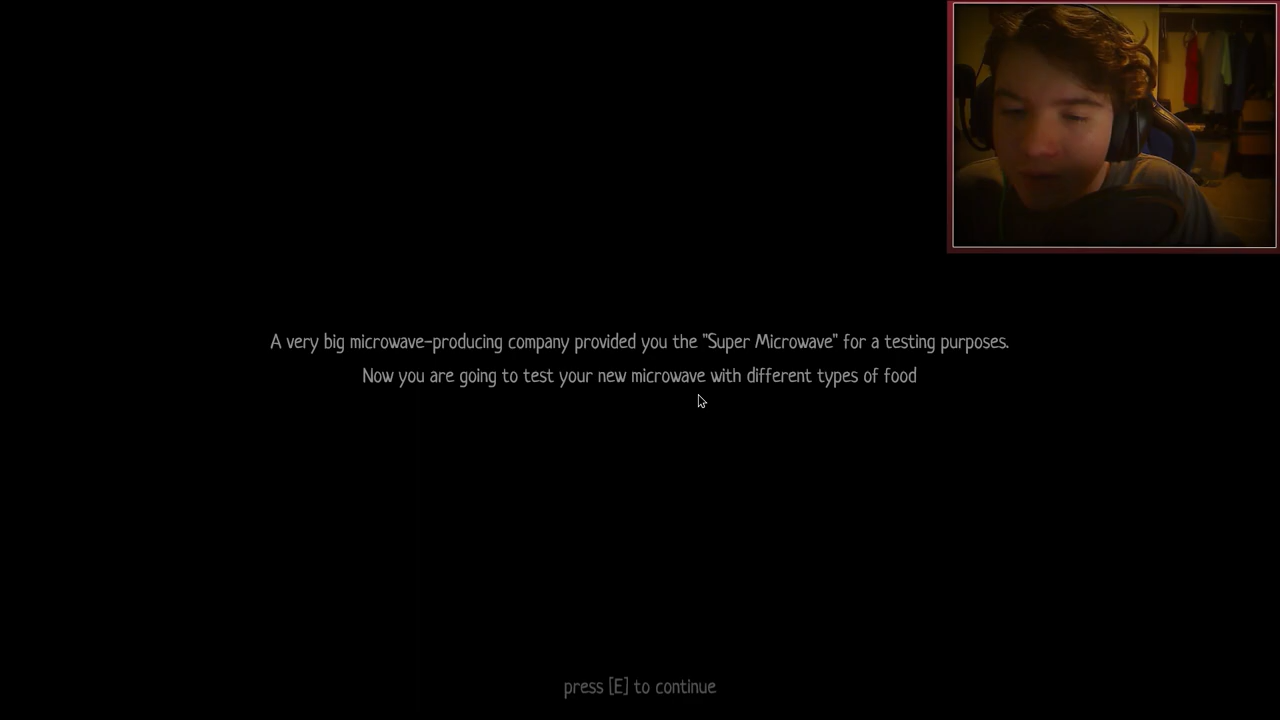 A very big microwave-producing company provided you the "Super Microwave" for a testing purposes.
Now you are going to test your new microwave with different types of food
press [E] to continue